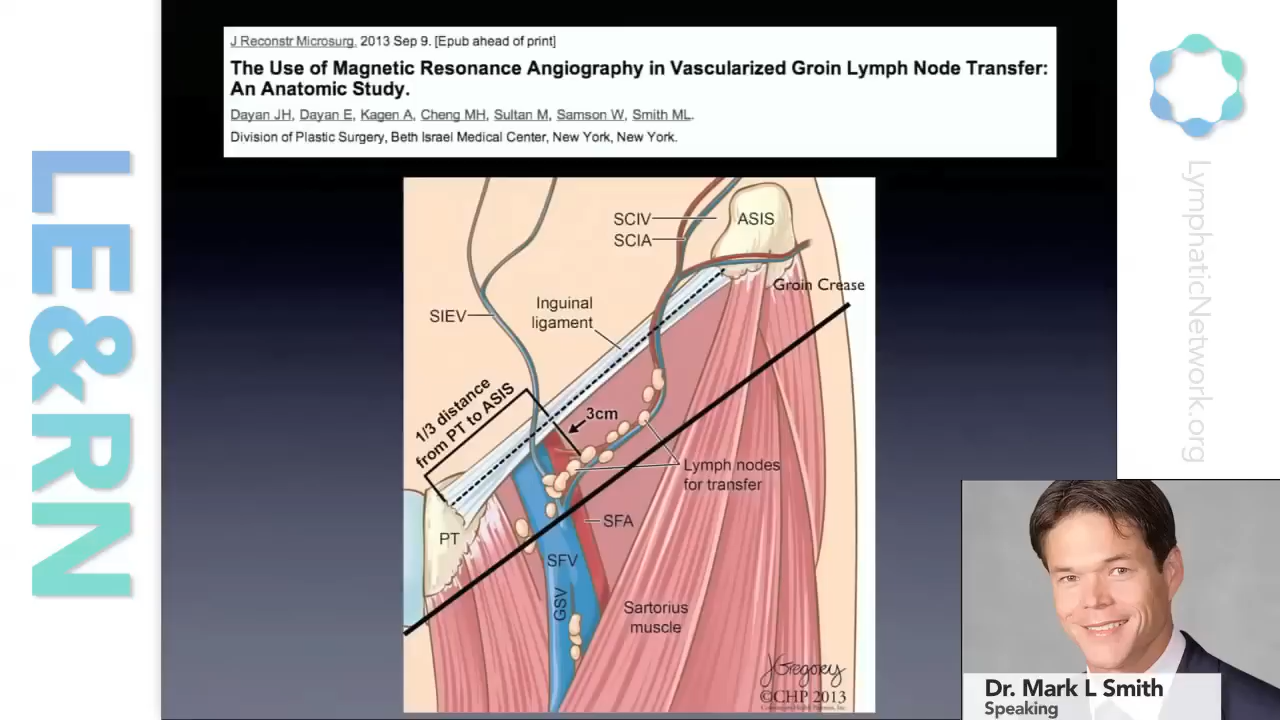 LE&RN
J Reconstr Microsurg. 2013 Sep 9. [Epub ahead of print]
The Use of Magnetic Resonance Angiography in Vascularized Groin Lymph Node Transfer:
An Anatomic Study.
Dayan JH, Dayan E, Kagen A, Cheng MH, Sultan M, Samson W, Smith ML.
Division of Plastic Surgery, Beth Israel Medical Center, New York, New York.
SCIV
SCIA
ASIS
Groin Crease
Inguinal
ligament
SIEV
1/3 distance
from PT to ASIS
3cm
Lymph nodes
for transfer
SFA
PT
SFV
GSV
Sartorius
muscle
JGregory
©CHP 2013
LymphaticNetwork.org
Dr. Mark L Smith
Speaking